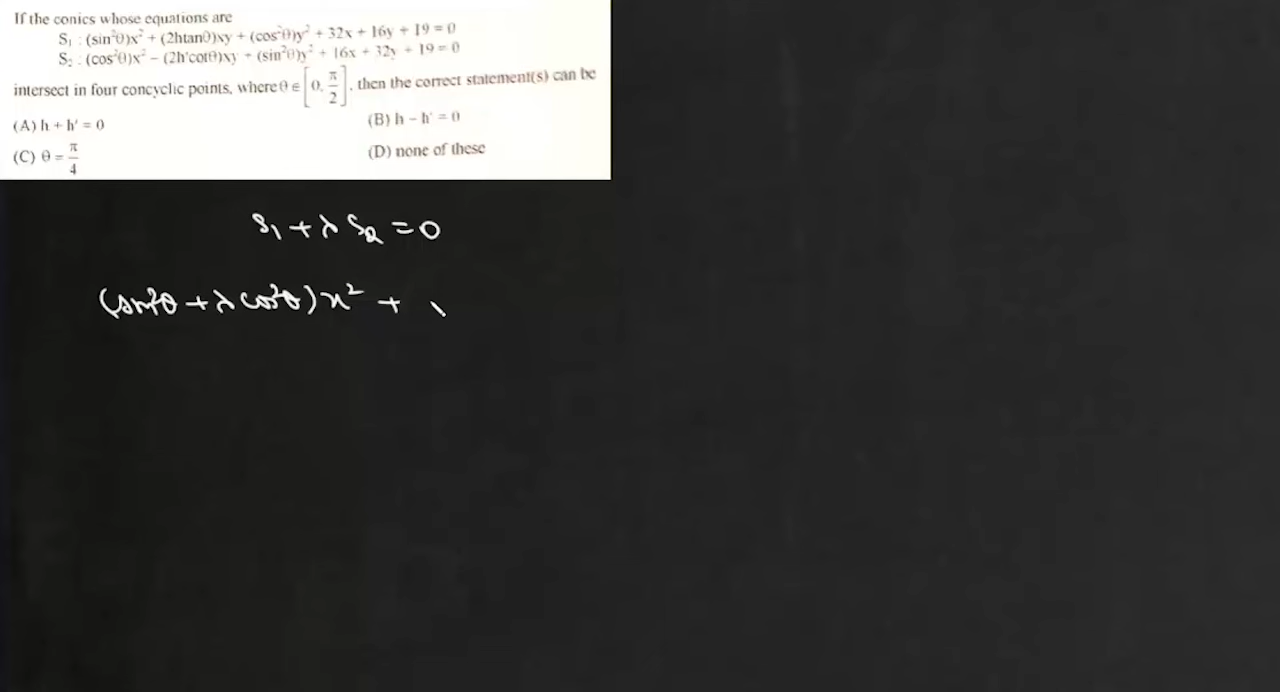 If the conics whose equations are
S₁ : (sin²θ)x² + (2htanθ)xy + (cos²θ)y² + 32x + 16y + 19 = 0
S₂ : (cos²θ)x² − (2h'cotθ)xy + (sin²θ)y² + 16x + 32y + 19 = 0
intersect in four concyclic points, where θ ∈ [0, π/2], then the correct statement(s) can be
(A) h + h' = 0
(B) h − h' = 0
(C) θ = π/4
(D) none of these
S₁ + λ S₂ = 0
(sin²θ + λ cos²θ) x² +